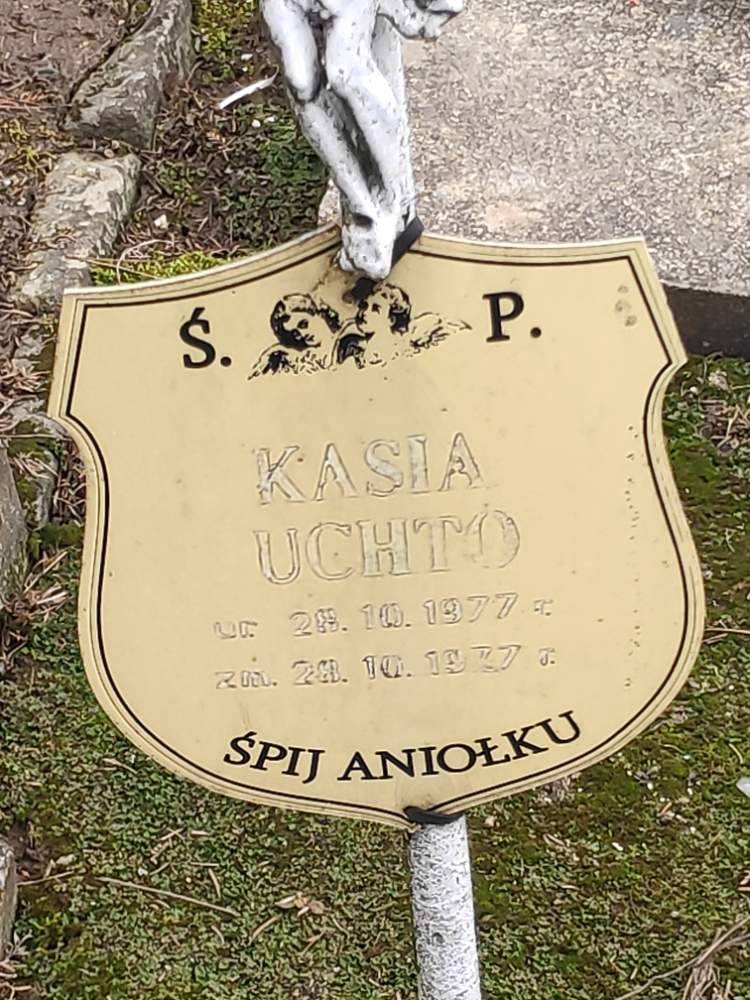 Ś. P.
KASIA
UCHTO
ur. 28. 10. 1977 r.
zm. 28. 10. 1977 r.
ŚPIJ ANIOŁKU